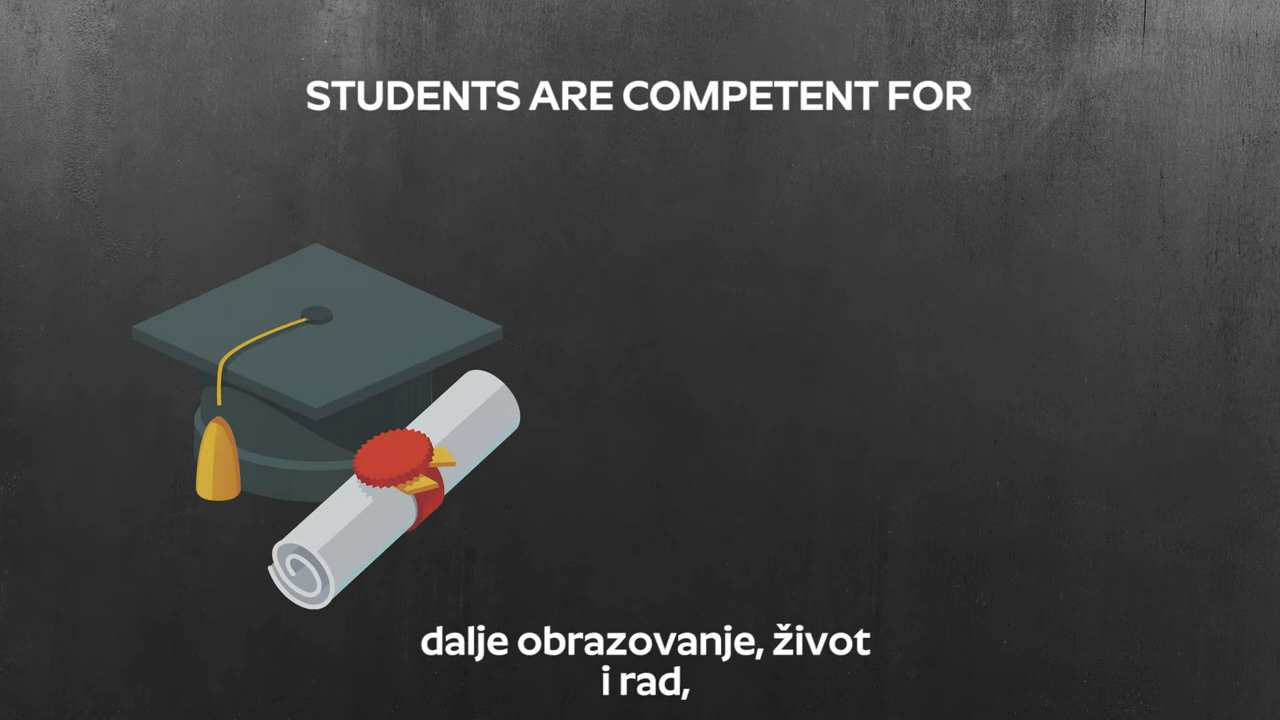 STUDENTS ARE COMPETENT FOR
dalje obrazovanje, život
i rad,